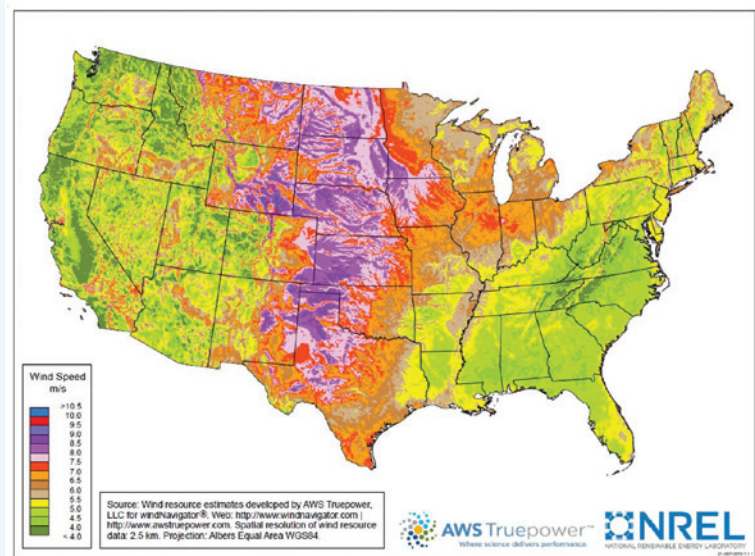 Wind Speed
m/s
>10.5
10.0
9.5
9.0
8.5
8.0
7.5
7.0
6.5
6.0
5.5
5.0
4.5
4.0
< 4.0
Source: Wind resource estimates developed by AWS Truepower,
LLC for windNavigator®. Web: http://www.windnavigator.com |
http://www.awstruepower.com. Spatial resolution of wind resource
data: 2.5 km. Projection: Albers Equal Area WGS84.
AWS Truepower™
Where science delivers performance.
NREL
NATIONAL RENEWABLE ENERGY LABORATORY